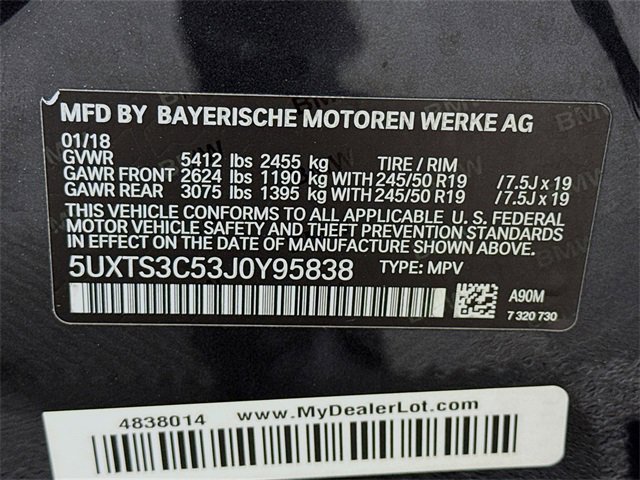 MFD BY BAYERISCHE MOTOREN WERKE AG
01/18
GVWR 5412 lbs 2455 kg TIRE / RIM
GAWR FRONT 2624 lbs 1190 kg WITH 245/50 R19 /7.5J x 19
GAWR REAR 3075 lbs 1395 kg WITH 245/50 R19 /7.5J x 19
THIS VEHICLE CONFORMS TO ALL APPLICABLE U. S. FEDERAL
MOTOR VEHICLE SAFETY AND THEFT PREVENTION STANDARDS
IN EFFECT ON THE DATE OF MANUFACTURE SHOWN ABOVE.
5UXTS3C53J0Y95838 TYPE: MPV
A90M
7 320 730
4838014 www.MyDealerLot.com